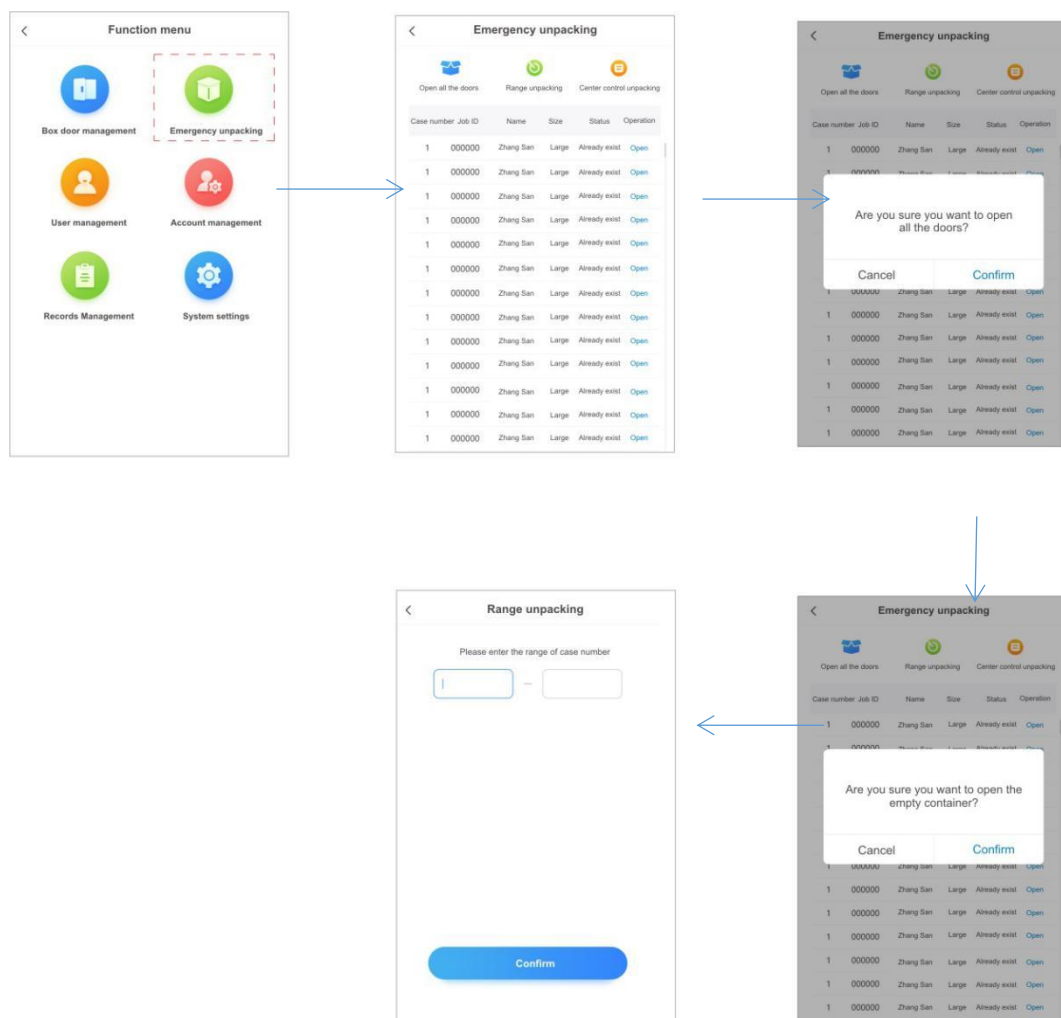 Function menu
Box door management Emergency unpacking
User management Account management
Records Management System settings
Emergency unpacking
Open all the doors Range unpacking Center control unpacking
Case number Job ID Name Size Status Operation
1 000000 Zhang San Large Already exist Open
1 000000 Zhang San Large Already exist Open
1 000000 Zhang San Large Already exist Open
1 000000 Zhang San Large Already exist Open
1 000000 Zhang San Large Already exist Open
1 000000 Zhang San Large Already exist Open
1 000000 Zhang San Large Already exist Open
1 000000 Zhang San Large Already exist Open
1 000000 Zhang San Large Already exist Open
1 000000 Zhang San Large Already exist Open
1 000000 Zhang San Large Already exist Open
1 000000 Zhang San Large Already exist Open
1 000000 Zhang San Large Already exist Open
Emergency unpacking
Open all the doors Range unpacking Center control unpacking
Case number Job ID Name Size Status Operation
1 000000 Zhang San Large Already exist Open
1 000000 Zhang San Large Already exist Open
Are you sure you want to open
all the doors?
Cancel Confirm
1 000000 Zhang San Large Already exist Open
1 000000 Zhang San Large Already exist Open
1 000000 Zhang San Large Already exist Open
1 000000 Zhang San Large Already exist Open
1 000000 Zhang San Large Already exist Open
1 000000 Zhang San Large Already exist Open
1 000000 Zhang San Large Already exist Open
Emergency unpacking
Open all the doors Range unpacking Center control unpacking
Case number Job ID Name Size Status Operation
1 000000 Zhang San Large Already exist Open
1 000000 Zhang San Large Already exist Open
Are you sure you want to open the
empty container?
Cancel Confirm
1 000000 Zhang San Large Already exist Open
1 000000 Zhang San Large Already exist Open
1 000000 Zhang San Large Already exist Open
1 000000 Zhang San Large Already exist Open
1 000000 Zhang San Large Already exist Open
1 000000 Zhang San Large Already exist Open
1 000000 Zhang San Large Already exist Open
Range unpacking
Please enter the range of case number
—
Confirm